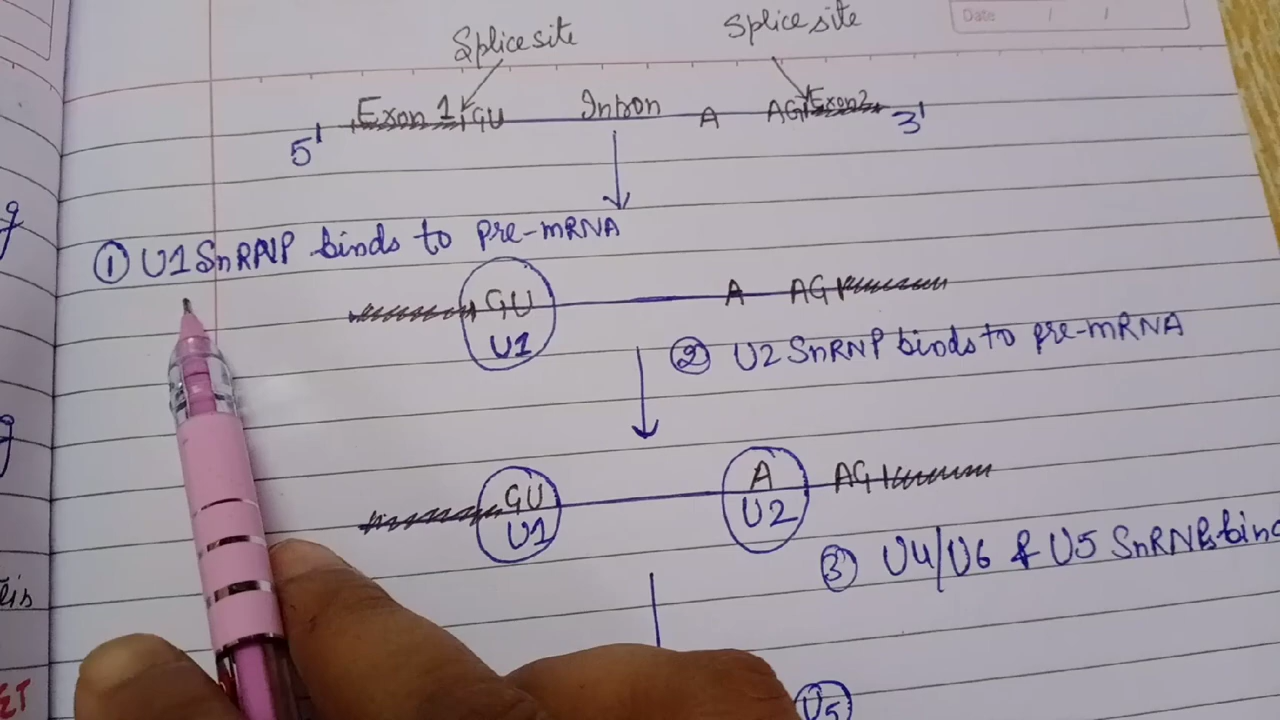 Date / /
Splice site Splice site
5' Exon 1 GU Intron A AG Exon 2 3'
① U1 SnRNP binds to Pre-mRNA
GU A AG
U1
② U2 SnRNP binds to pre-mRNA
GU A AG
U1 U2
③ U4/U6 & U5 SnRNPs bind
U5